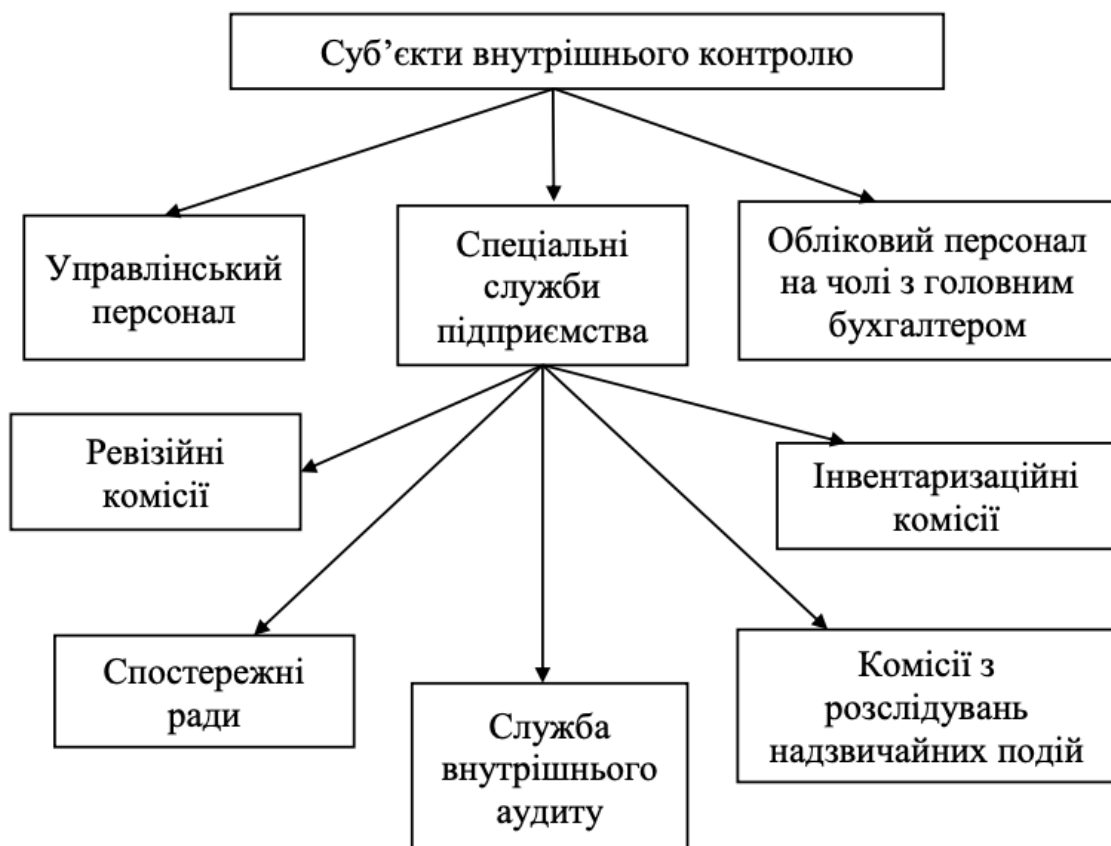 Суб’єкти внутрішнього контролю
Управлінський
персонал
Спеціальні
служби
підприємства
Обліковий персонал
на чолі з головним
бухгалтером
Ревізійні
комісії
Інвентаризаційні
комісії
Спостережні
ради
Служба
внутрішнього
аудиту
Комісії з
розслідувань
надзвичайних подій